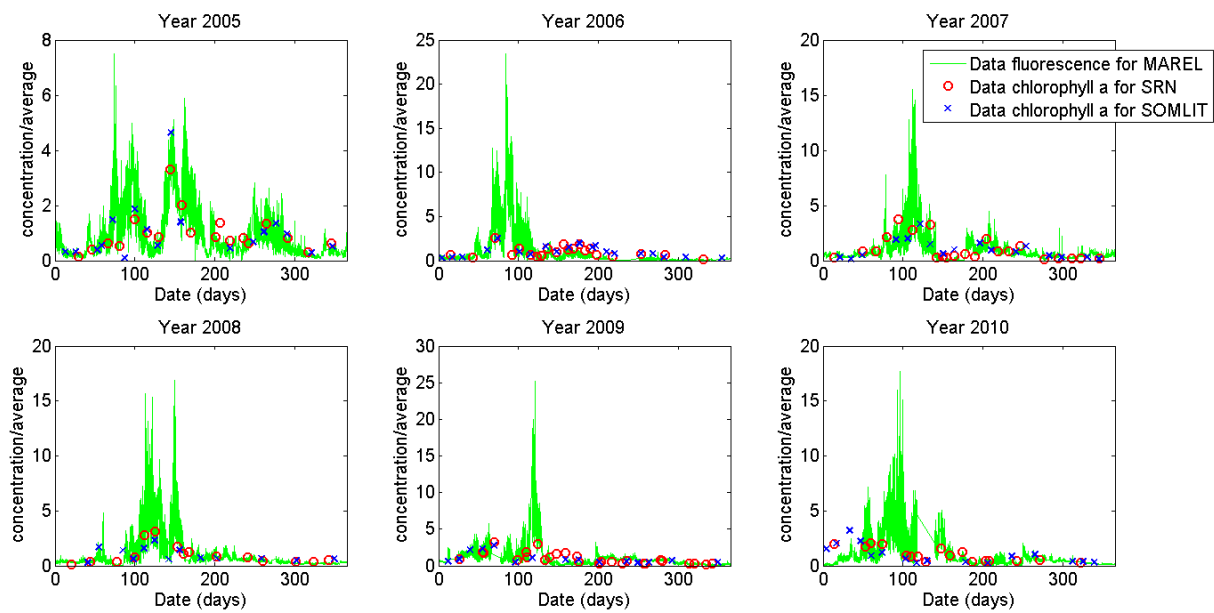 Year 2005
8
6
4
2
0
concentration/average
0 100 200 300
Date (days)
Year 2006
25
20
15
10
5
0
concentration/average
0 100 200 300
Date (days)
Year 2007
20
15
10
5
0
concentration/average
0 100 200 300
Date (days)
Data fluorescence for MAREL
Data chlorophyll a for SRN
Data chlorophyll a for SOMLIT
Year 2008
20
15
10
5
0
concentration/average
0 100 200 300
Date (days)
Year 2009
30
25
20
15
10
5
0
concentration/average
0 100 200 300
Date (days)
Year 2010
20
15
10
5
0
concentration/average
0 100 200 300
Date (days)